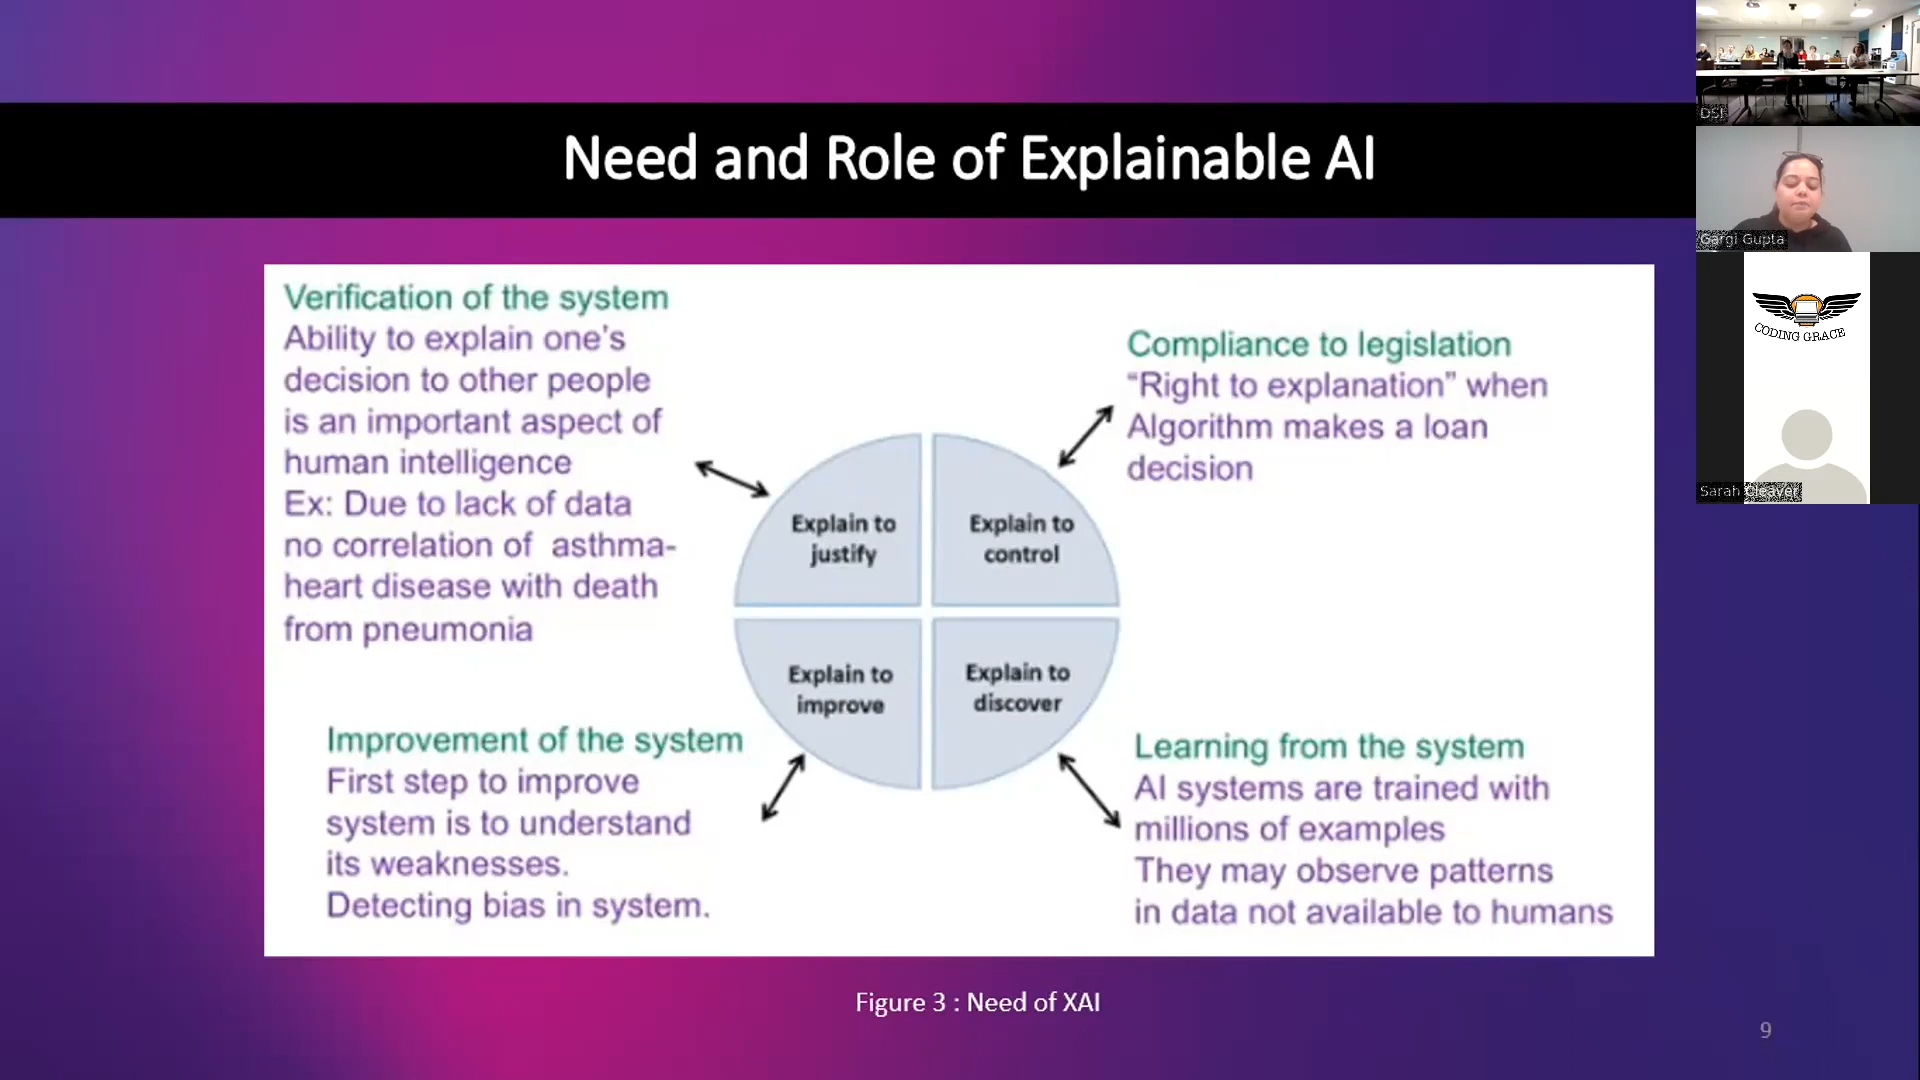 Need and Role of Explainable AI
Verification of the system
Ability to explain one's
decision to other people
is an important aspect of
human intelligence
Ex: Due to lack of data
no correlation of asthma-
heart disease with death
from pneumonia
Compliance to legislation
“Right to explanation” when
Algorithm makes a loan
decision
Explain to
justify
Explain to
control
Explain to
improve
Explain to
discover
Improvement of the system
First step to improve
system is to understand
its weaknesses.
Detecting bias in system.
Learning from the system
AI systems are trained with
millions of examples
They may observe patterns
in data not available to humans
Figure 3 : Need of XAI
9
DSI
Gargi Gupta
CODING GRACE
Sarah Cleaver